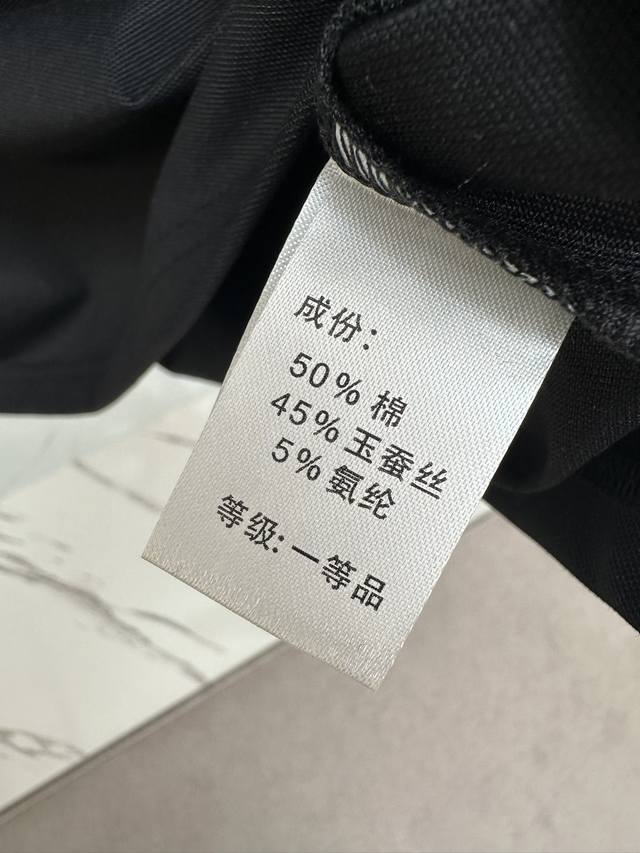 成份：
50% 棉
45% 玉蚕丝
5% 氨纶
等级：一等品